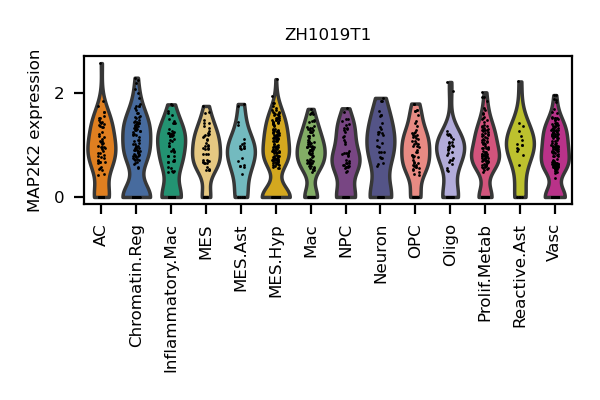 ZH1019T1
MAP2K2 expression
2
0
AC
Chromatin.Reg
Inflammatory.Mac
MES
MES.Ast
MES.Hyp
Mac
NPC
Neuron
OPC
Oligo
Prolif.Metab
Reactive.Ast
Vasc